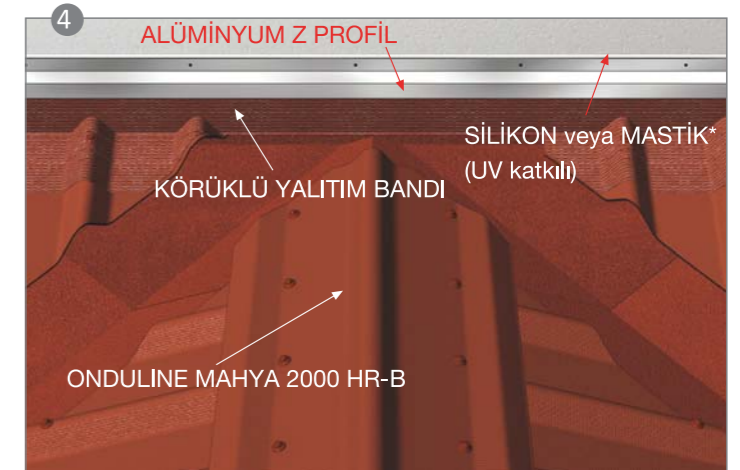 4
ALÜMİNYUM Z PROFİL
SİLİKON veya MASTİK*
(UV katkılı)
KÖRÜKLÜ YALITIM BANDI
ONDULINE MAHYA 2000 HR-B